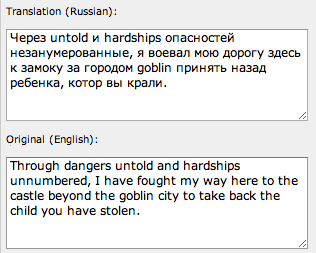 Translation (Russian):
Через untold и hardships опасностей
незанумерованные, я воевал мою дорогу здесь
к замоку за городом goblin принять назад
ребенка, котор вы крали.
Original (English):
Through dangers untold and hardships
unnumbered, I have fought my way here to the
castle beyond the goblin city to take back the
child you have stolen.